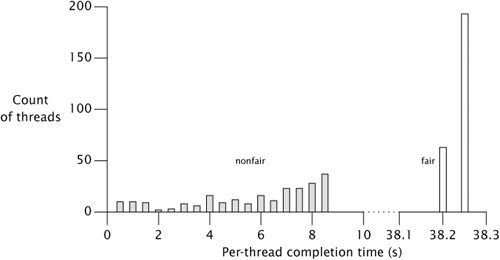 200
150
Count
of threads
100
nonfair
fair
50
0
0 2 4 6 8 10 38.1 38.2 38.3
Per-thread completion time (s)